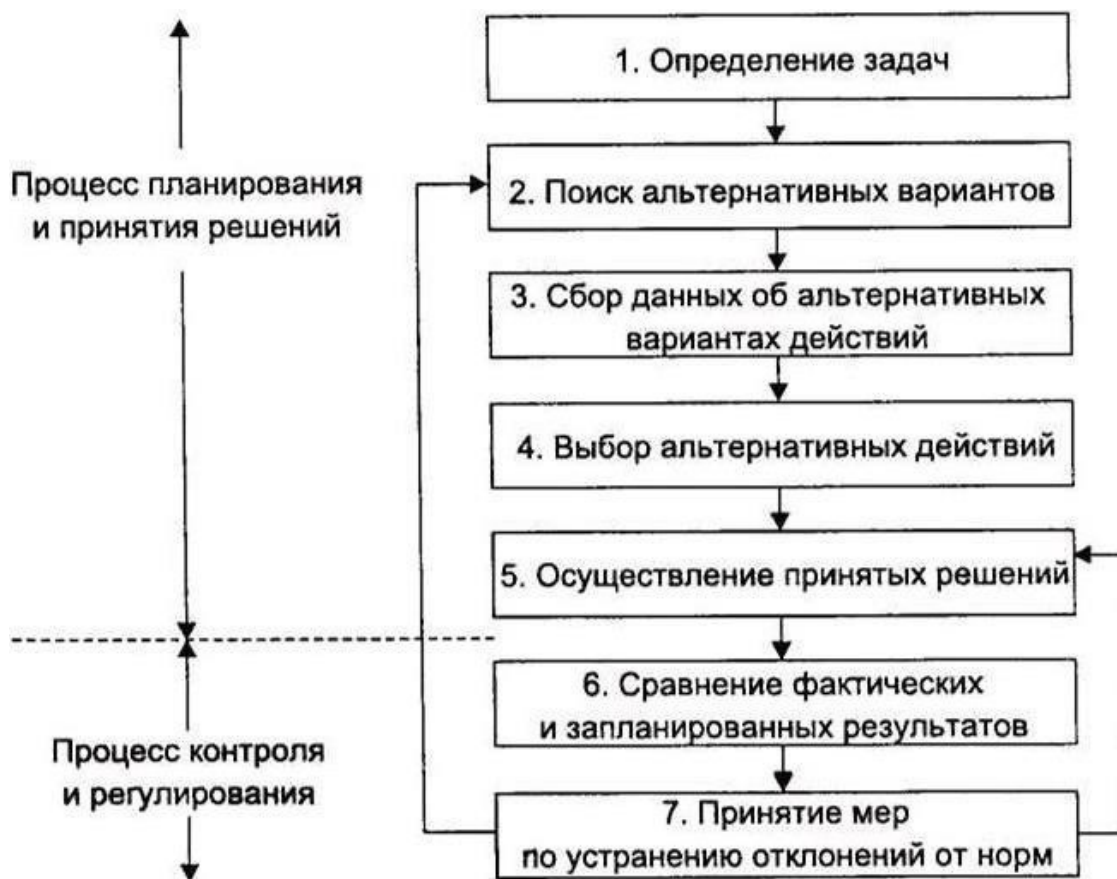 1. Определение задач
Процесс планирования
и принятия решений
2. Поиск альтернативных вариантов
3. Сбор данных об альтернативных
вариантах действий
4. Выбор альтернативных действий
5. Осуществление принятых решений
6. Сравнение фактических
и запланированных результатов
Процесс контроля
и регулирования
7. Принятие мер
по устранению отклонений от норм